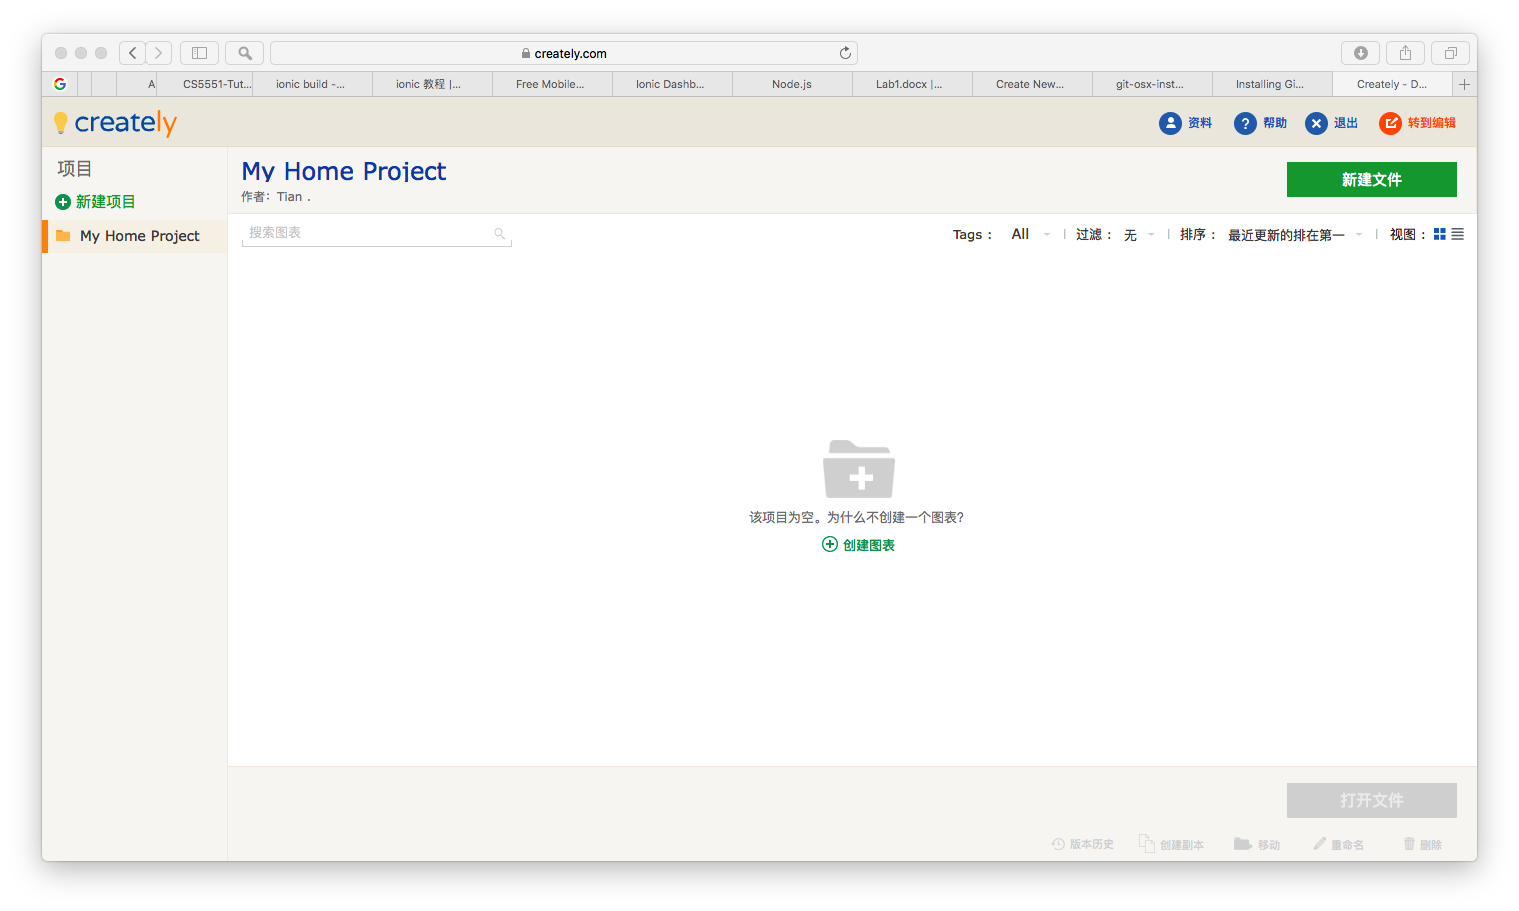 creately.com
A CS5551-Tut... ionic build -... ionic 教程 |... Free Mobile... Ionic Dashb... Node.js Lab1.docx |... Create New... git-osx-inst... Installing Gi... Creately - D...
creately 资料 ? 帮助 退出 转到编辑
项目
新建项目
My Home Project
My Home Project
作者: Tian .
新建文件
搜索图表
Tags : All | 过滤 : 无 | 排序 : 最近更新的排在第一 | 视图 :
该项目为空。为什么不创建一个图表?
创建图表
打开文件
版本历史 创建副本 移动 重命名 删除